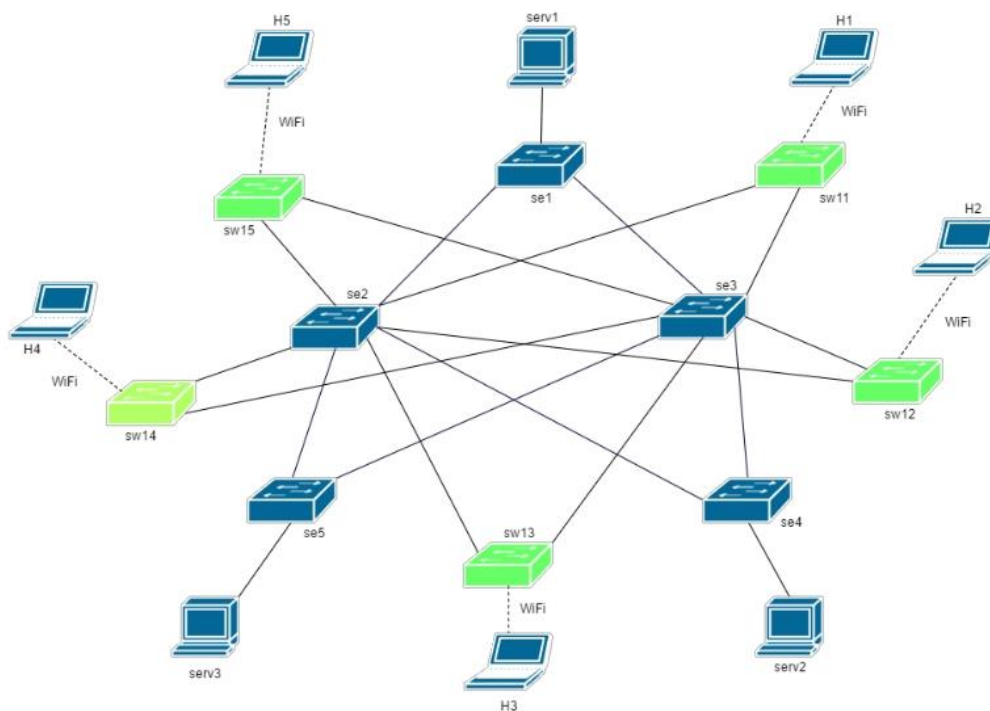 H5
serv1
H1
WiFi
WiFi
se1
sw11
H2
sw15
se2
se3
H4
WiFi
WiFi
sw14
sw12
se5
sw13
se4
WiFi
serv3
serv2
H3